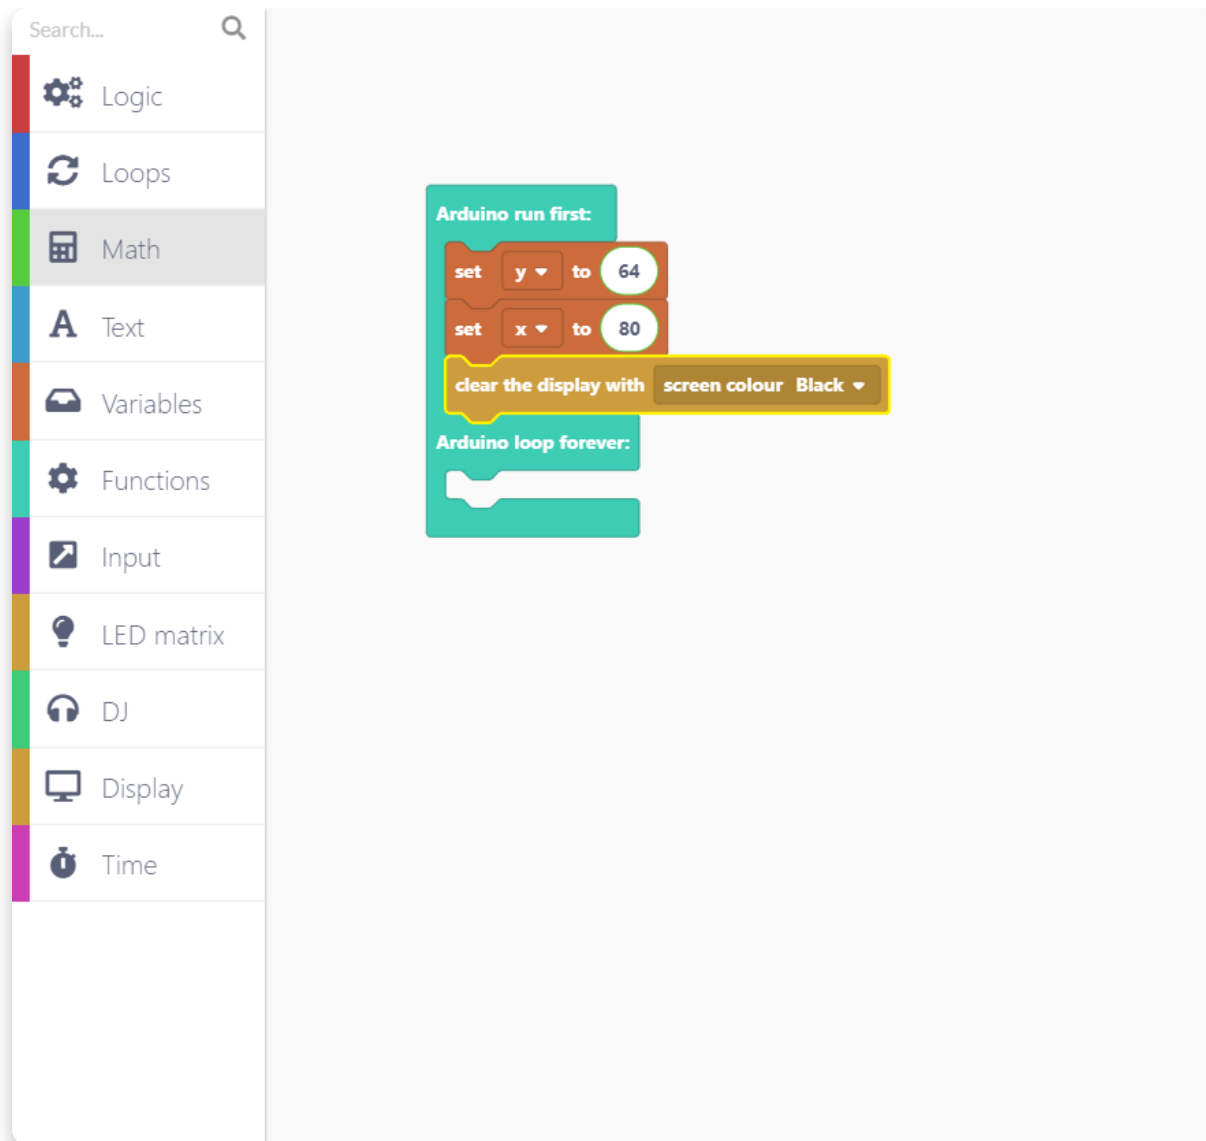 Search...
Logic
Loops
Math
Text
Variables
Functions
Input
LED matrix
DJ
Display
Time
Arduino run first:
set y to 64
set x to 80
clear the display with screen colour Black
Arduino loop forever: